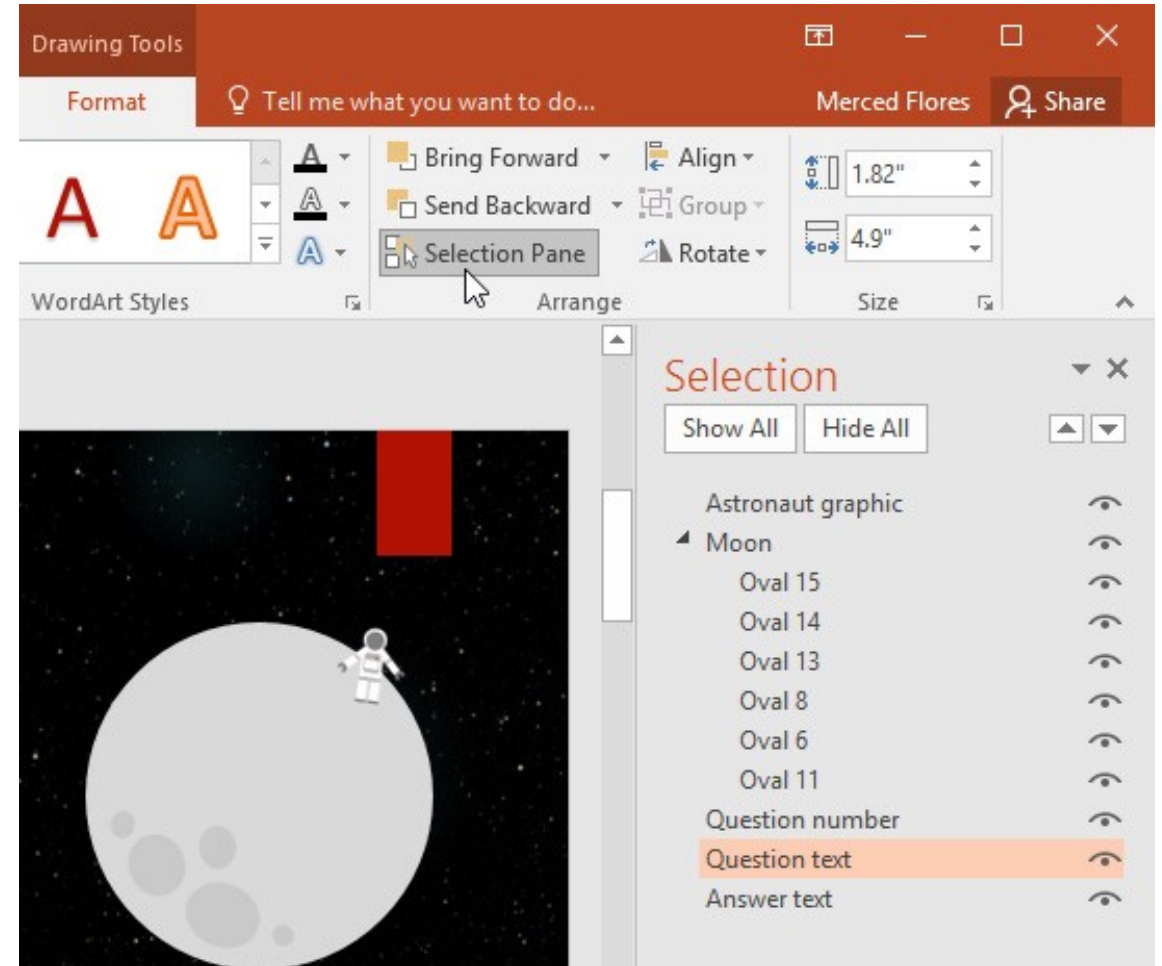 Drawing Tools
Format Tell me what you want to do... Merced Flores Share
A A A Bring Forward Align 1.82"
A Send Backward Group
A Selection Pane Rotate 4.9"
WordArt Styles Arrange Size
Selection
Show All Hide All
Astronaut graphic
Moon
Oval 15
Oval 14
Oval 13
Oval 8
Oval 6
Oval 11
Question number
Question text
Answer text